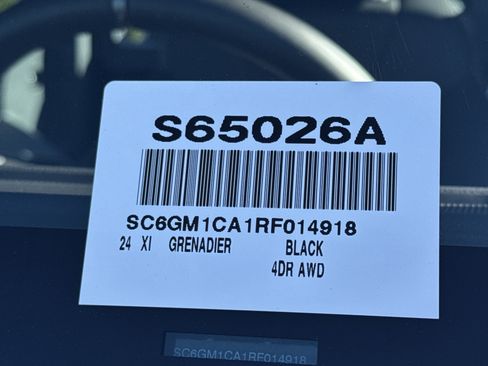 S65026A
SC6GM1CA1RF014918
24 XI GRENADIER BLACK
4DR AWD
SC6GM1CA1RF014918